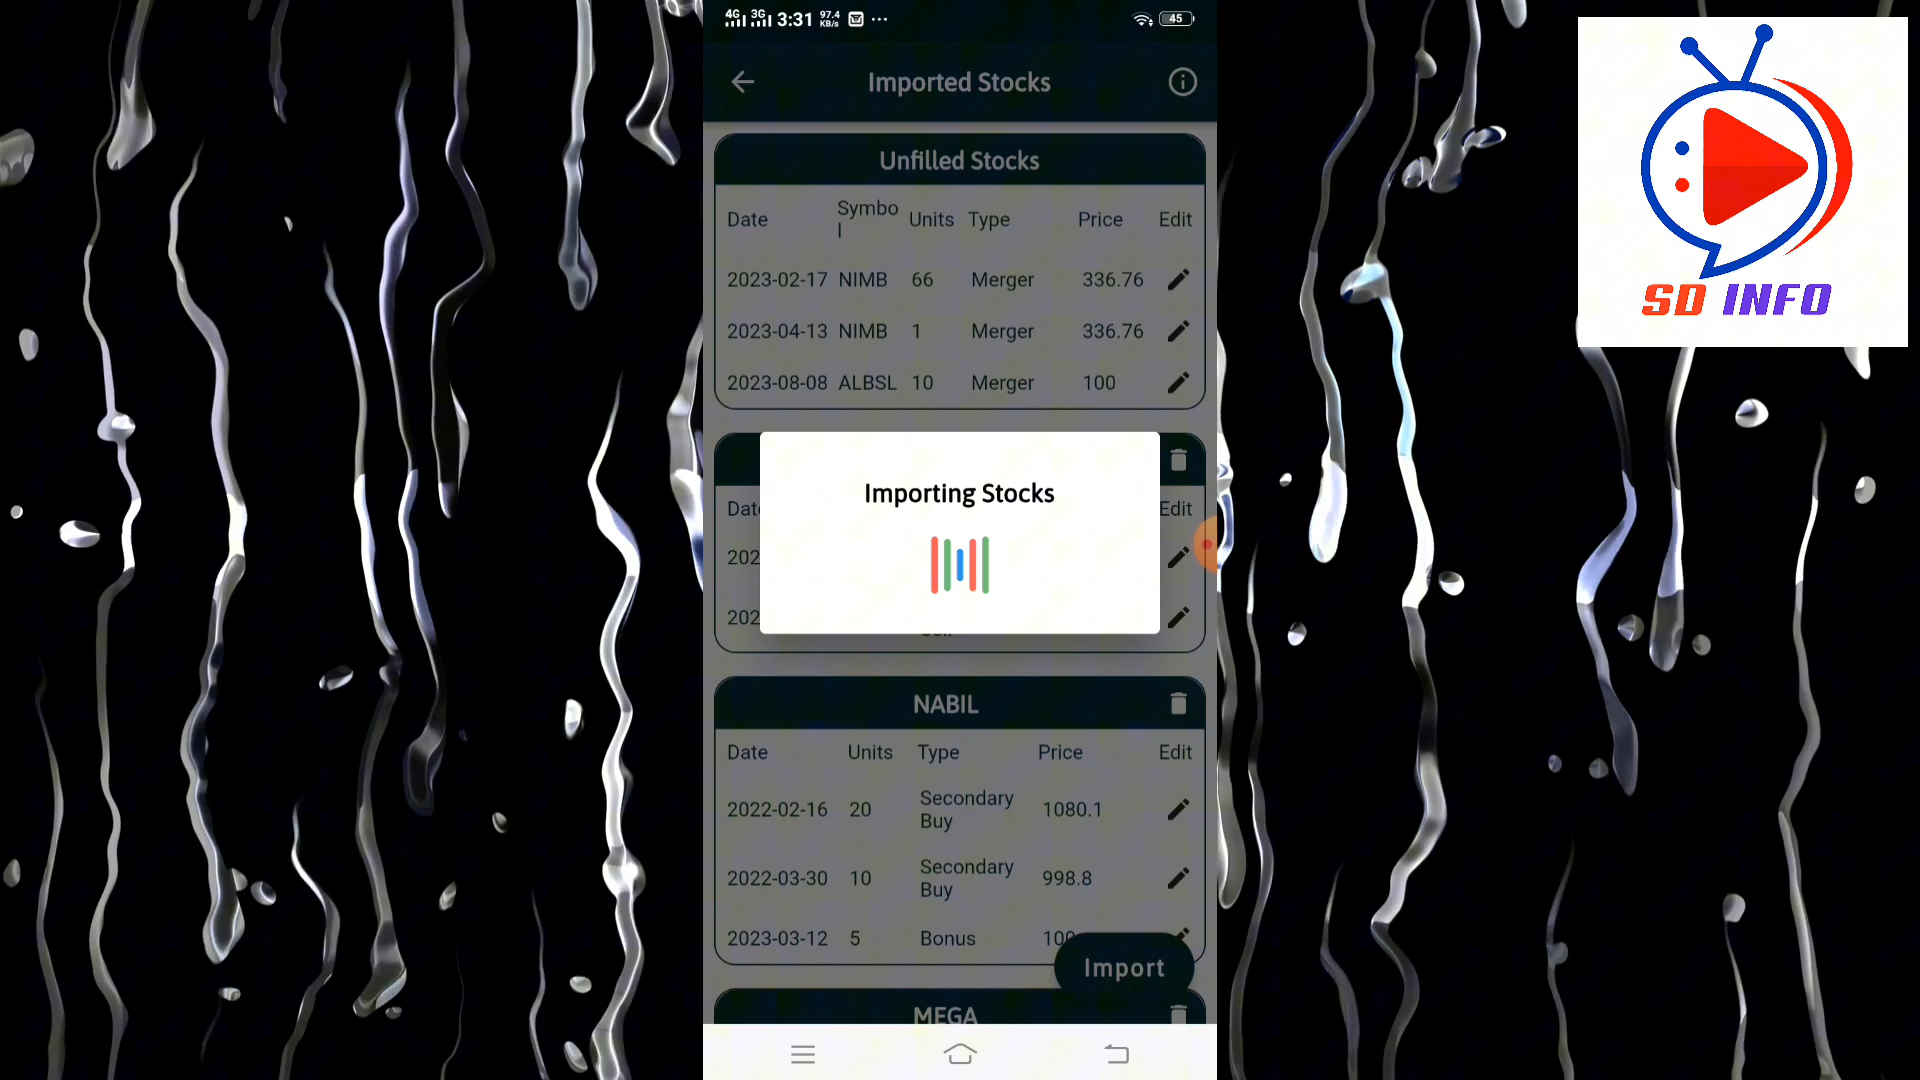 4G 3G 3:31 97.4 KB/s ... 45
Imported Stocks
Unfilled Stocks
Date Symbol Units Type Price Edit
2023-02-17 NIMB 66 Merger 336.76
2023-04-13 NIMB 1 Merger 336.76
2023-08-08 ALBSL 10 Merger 100
Edit
Importing Stocks
NABIL
Date Units Type Price Edit
2022-02-16 20 Secondary Buy 1080.1
2022-03-30 10 Secondary Buy 998.8
2023-03-12 5 Bonus 100
Import
MEGA
SD INFO